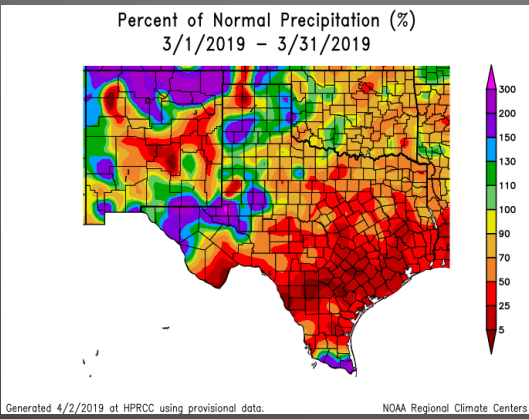 Percent of Normal Precipitation (%)
3/1/2019 – 3/31/2019
300
200
150
130
110
100
90
70
50
25
5
Generated 4/2/2019 at HPRCC using provisional data.
NOAA Regional Climate Centers